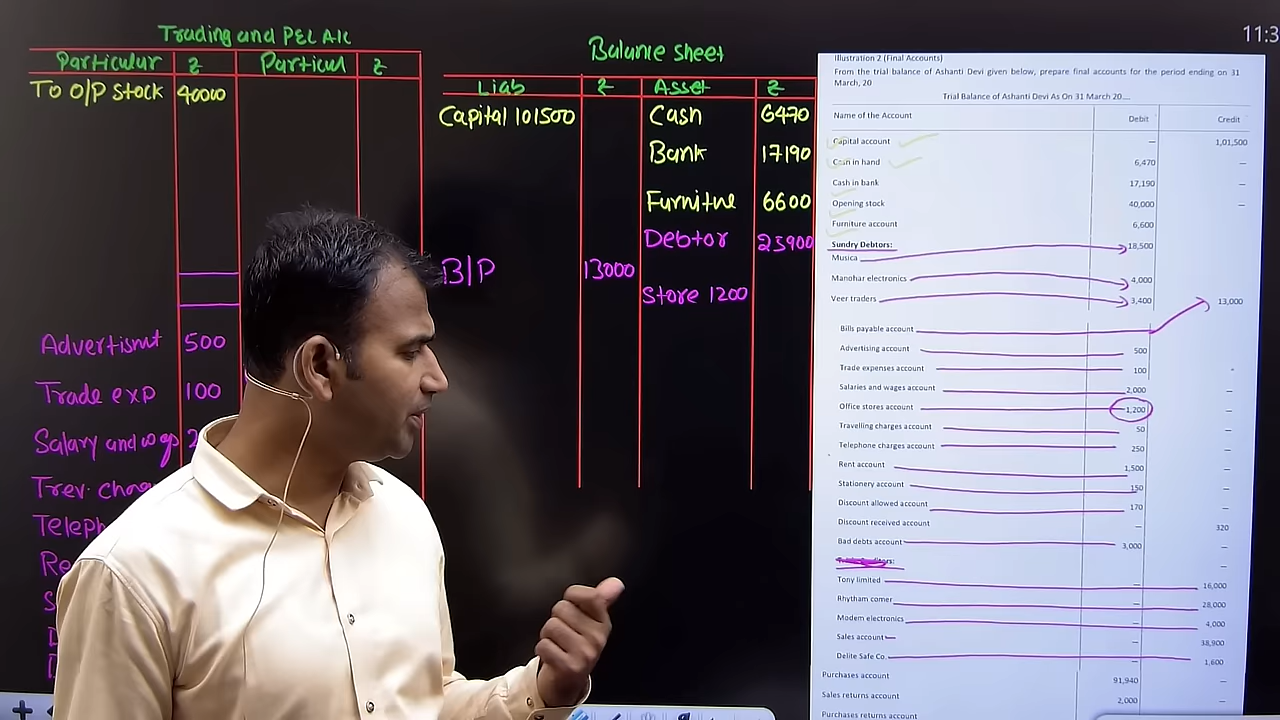 11:3
Trading and P&L A/c
Particular ₹ Particul ₹
To O/P Stock 40000
Advertismt 500
Trade exp 100
Salary and wgs 2
Trev. char
Teleph
Re
S
D
D
Balance sheet
Liab ₹ Asset ₹
Capital 101500 Cash 6470
Bank 17190
Furnitue 6600
Debtor 25900
B/P 13000
Store 1200
Illustration 2 (Final Accounts)
From the trial balance of Ashanti Devi given below, prepare final accounts for the period ending on 31
March, 20
Trial Balance of Ashanti Devi As On 31 March 20....
Name of the Account Debit Credit
Capital account — 1,01,500
Cash in hand 6,470 —
Cash in bank 17,190 —
Opening stock 40,000 —
Furniture account 6,600
Sundry Debtors: 18,500
Musica
Manohar electronics 4,000
Veer traders 3,400 13,000
Bills payable account
Advertising account 500
Trade expenses account 100 -
Salaries and wages account 2,000 —
Office stores account 1,200 —
Travelling charges account 50 —
Telephone charges account 250 —
Rent account 1,500 —
Stationery account 150 —
Discount allowed account 170 —
Discount received account — 320
Bad debts account 3,000 —
Tony limited — 16,000
Rhytham corner — 28,000
Modern electronics — 4,000
Sales account — 38,900
Delite Safe Co. — 1,600
Purchases account 91,940 —
Sales returns account 2,000 —
Purchases returns account